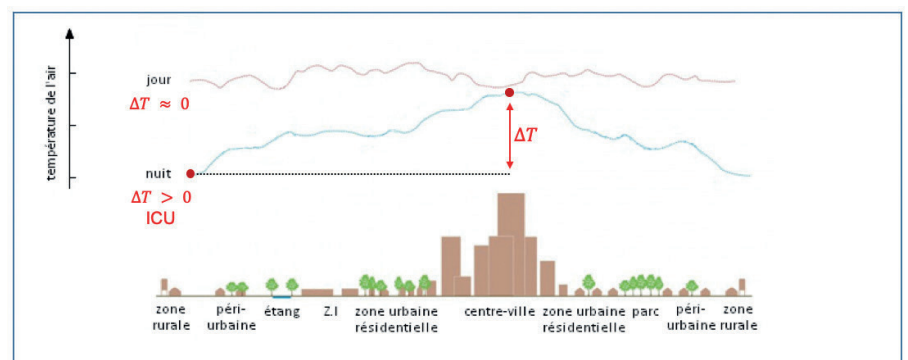 température de l'air
jour
ΔT ≈ 0
ΔT
nuit
ΔT > 0
ICU
zone
rurale
péri-
urbaine
étang
Z.I
zone urbaine
résidentielle
centre-ville
zone urbaine
résidentielle
parc
péri-
urbaine
zone
rurale